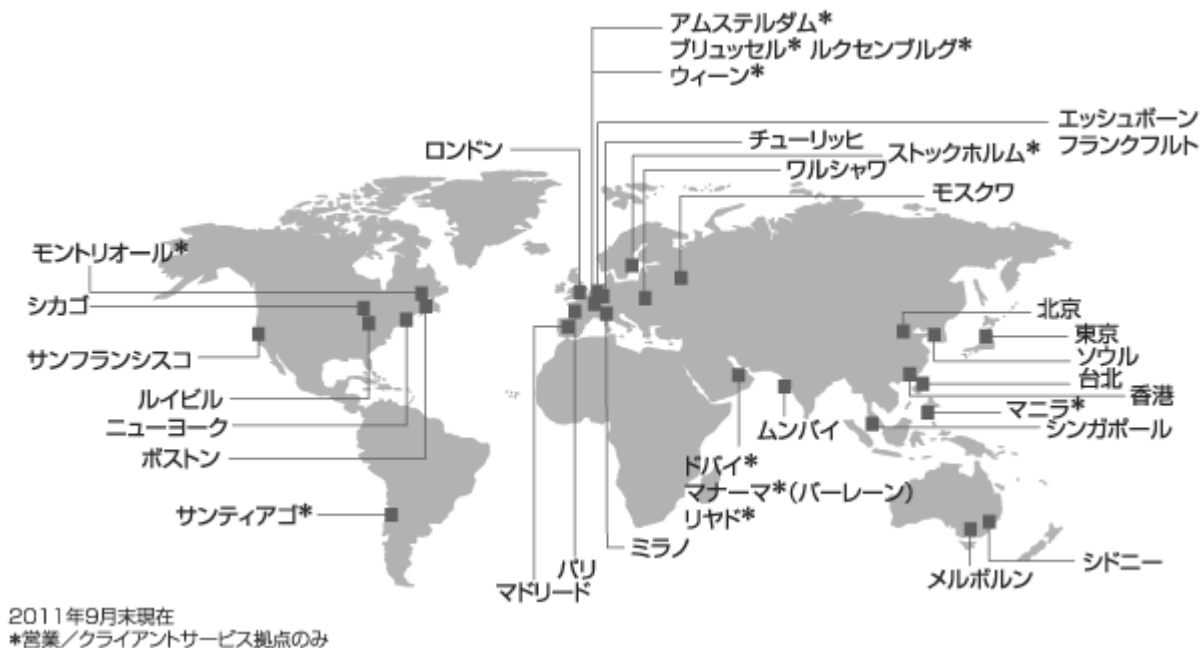 アムステルダム*
ブリュッセル* ルクセンブルグ*
ウィーン*
エッシュボーン
フランクフルト
チューリッヒ
ストックホルム*
ロンドン
ワルシャワ
モスクワ
モントリオール*
シカゴ
サンフランシスコ
ルイビル
ニューヨーク
ボストン
サンティアゴ*
北京
東京
ソウル
台北
香港
マニラ*
シンガポール
ムンバイ
ドバイ*
マナーマ*(バーレーン)
リヤド*
ミラノ
パリ
マドリード
メルボルン
シドニー
2011年9月末現在
*営業/クライアントサービス拠点のみ